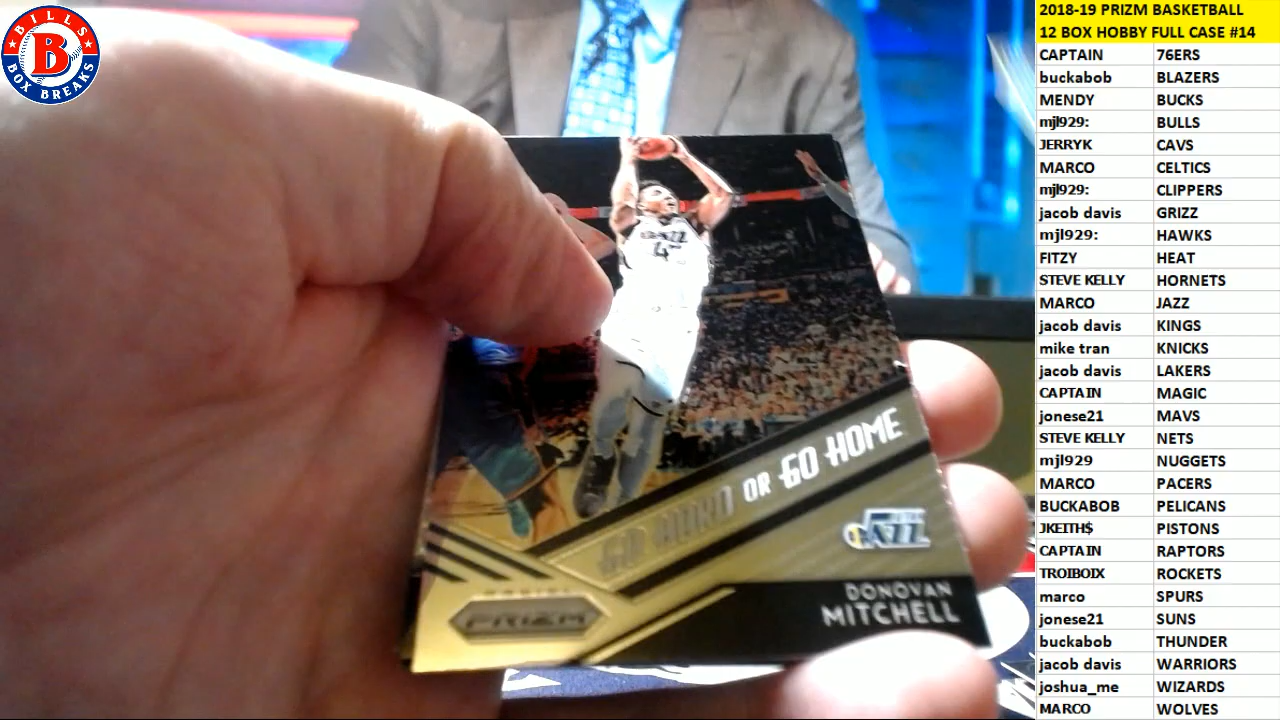 BILLS
B
BOX BREAKS
2018-19 PRIZM BASKETBALL
12 BOX HOBBY FULL CASE #14
CAPTAIN 76ERS
buckabob BLAZERS
MENDY BUCKS
mjl929: BULLS
JERRYK CAVS
MARCO CELTICS
mjl929: CLIPPERS
jacob davis GRIZZ
mjl929: HAWKS
FITZY HEAT
STEVE KELLY HORNETS
MARCO JAZZ
jacob davis KINGS
mike tran KNICKS
jacob davis LAKERS
CAPTAIN MAGIC
jonese21 MAVS
STEVE KELLY NETS
mjl929 NUGGETS
MARCO PACERS
BUCKABOB PELICANS
JKEITH$ PISTONS
CAPTAIN RAPTORS
TROIBOIX ROCKETS
marco SPURS
jonese21 SUNS
buckabob THUNDER
jacob davis WARRIORS
joshua_me WIZARDS
MARCO WOLVES
JAZZ
GO HARD OR GO HOME
JAZZ
DONOVAN
MITCHELL
PANINI
PRIZM